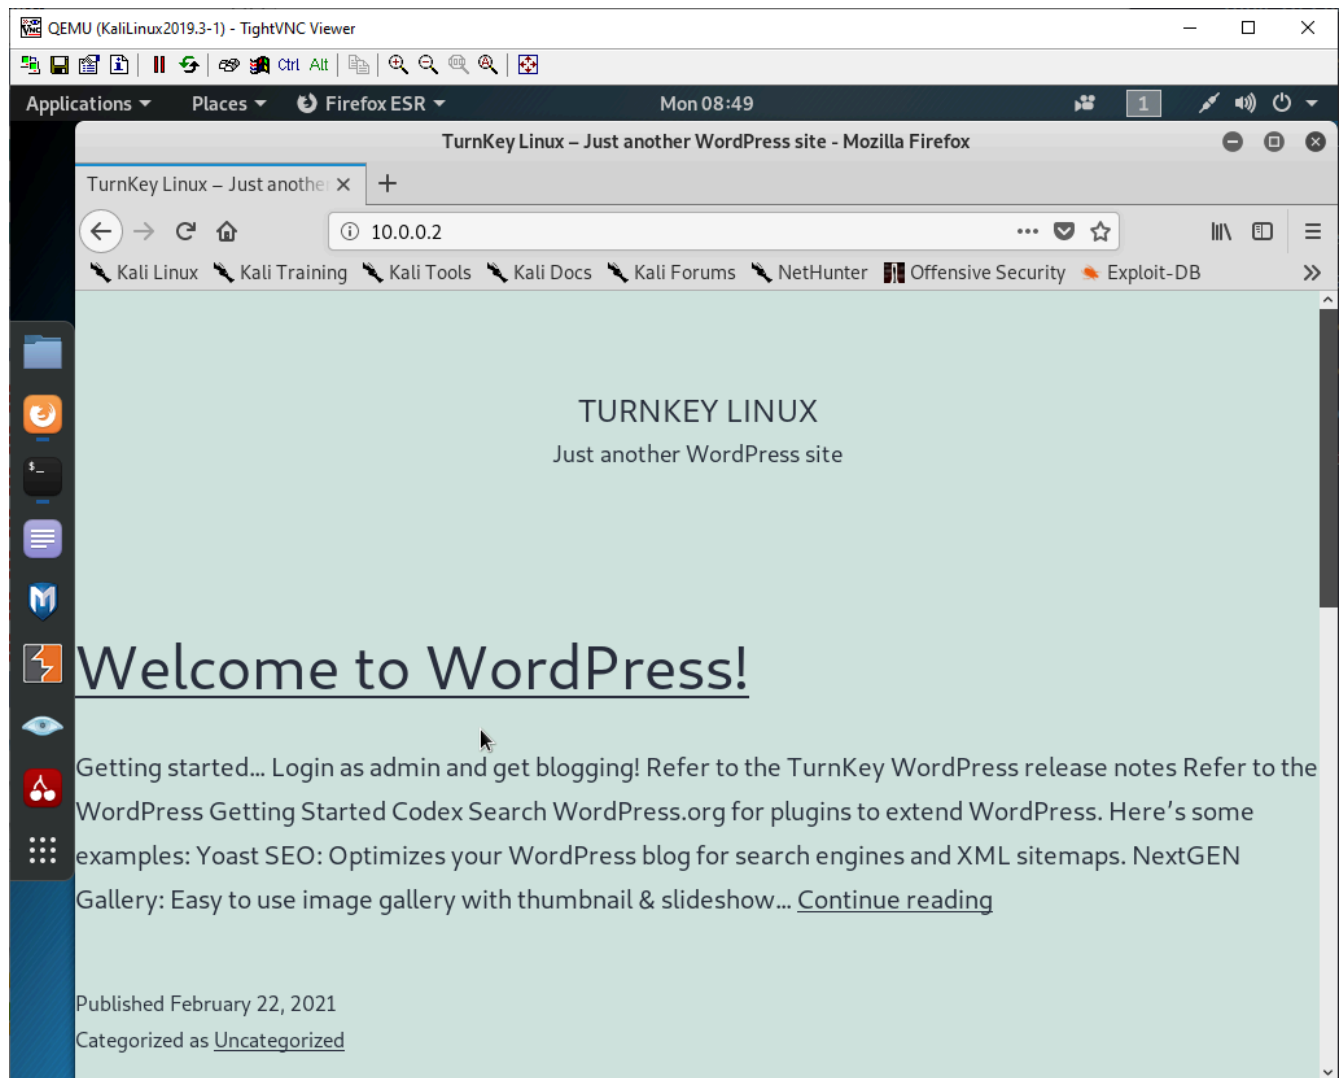 QEMU (KaliLinux2019.3-1) - TightVNC Viewer
Ctrl Alt
Applications Places Firefox ESR Mon 08:49 1
TurnKey Linux – Just another WordPress site - Mozilla Firefox
TurnKey Linux – Just another
10.0.0.2
Kali Linux Kali Training Kali Tools Kali Docs Kali Forums NetHunter Offensive Security Exploit-DB
TURNKEY LINUX
Just another WordPress site
Welcome to WordPress!
Getting started... Login as admin and get blogging! Refer to the TurnKey WordPress release notes Refer to the
WordPress Getting Started Codex Search WordPress.org for plugins to extend WordPress. Here’s some
examples: Yoast SEO: Optimizes your WordPress blog for search engines and XML sitemaps. NextGEN
Gallery: Easy to use image gallery with thumbnail & slideshow... Continue reading
Published February 22, 2021
Categorized as Uncategorized